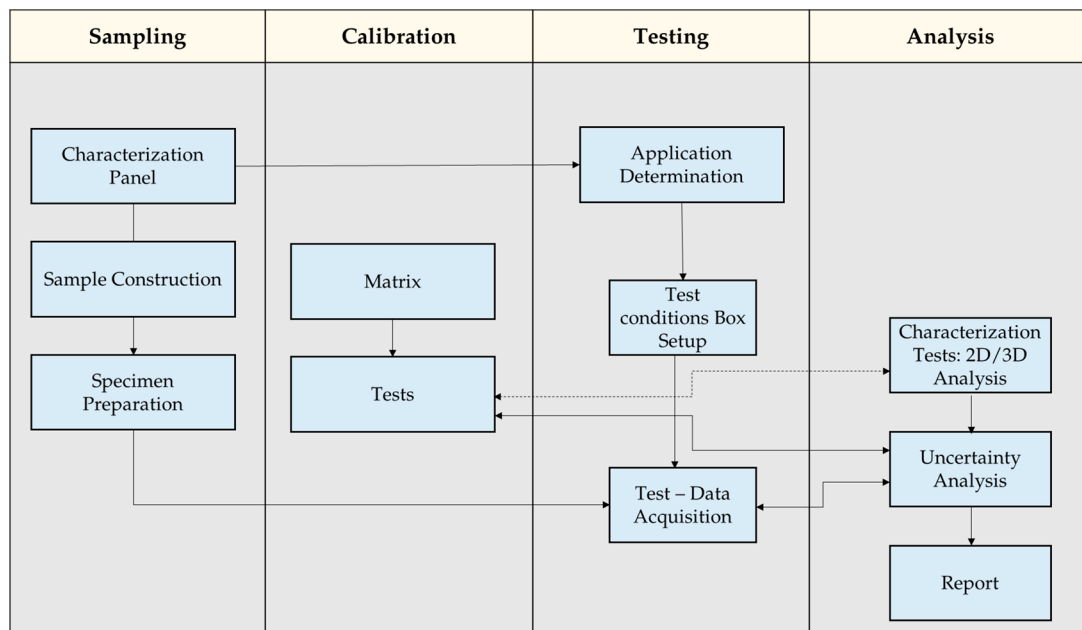 Sampling
Calibration
Testing
Analysis
Characterization
Panel
Application
Determination
Sample Construction
Matrix
Test
conditions Box
Setup
Characterization
Tests: 2D/3D
Analysis
Specimen
Preparation
Tests
Uncertainty
Analysis
Test – Data
Acquisition
Report